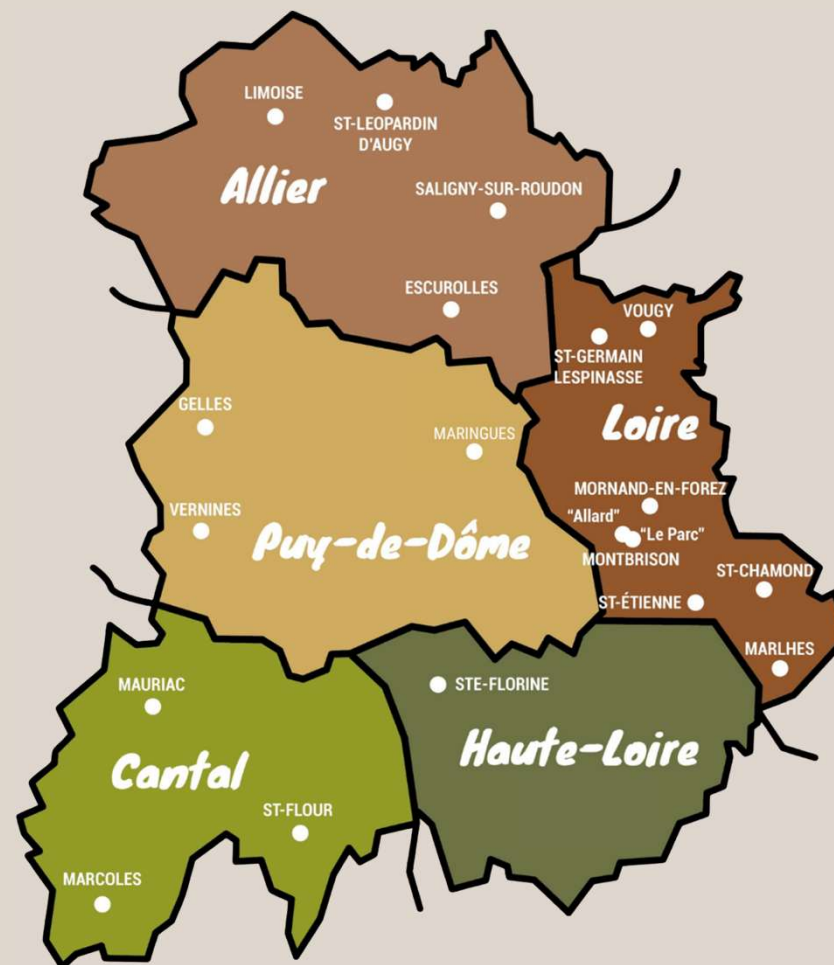 LIMOISE
ST-LEOPARDIN
D'AUGY
Allier
SALIGNY-SUR-ROUDON
ESCUROLLES
VOUGY
ST-GERMAIN
LESPINASSE
GELLES
Loire
MARINGUES
MORNAND-EN-FOREZ
VERNINES
“Allard”
“Le Parc”
Puy-de-Dôme
MONTBRISON
ST-CHAMOND
ST-ÉTIENNE
MARLHES
MAURIAC
STE-FLORINE
Haute-Loire
Cantal
ST-FLOUR
MARCOLES